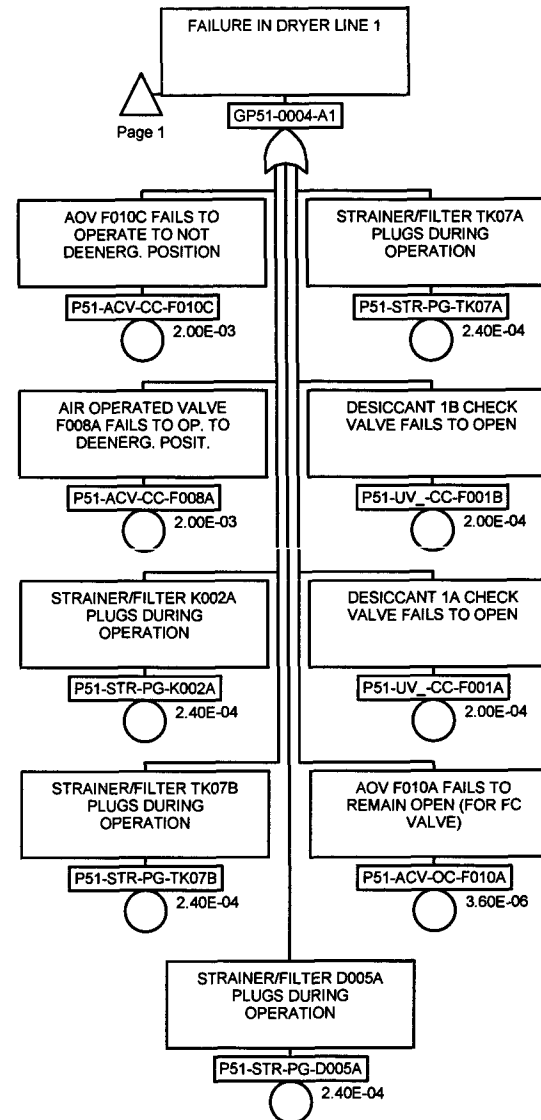 FAILURE IN DRYER LINE 1
Page 1
GP51-0004-A1
AOV F010C FAILS TO
OPERATE TO NOT
DEENERG. POSITION
P51-ACV-CC-F010C
2.00E-03
STRAINER/FILTER TK07A
PLUGS DURING
OPERATION
P51-STR-PG-TK07A
2.40E-04
AIR OPERATED VALVE
F008A FAILS TO OP. TO
DEENERG. POSIT.
P51-ACV-CC-F008A
2.00E-03
DESICCANT 1B CHECK
VALVE FAILS TO OPEN
P51-UV_-CC-F001B
2.00E-04
STRAINER/FILTER K002A
PLUGS DURING
OPERATION
P51-STR-PG-K002A
2.40E-04
DESICCANT 1A CHECK
VALVE FAILS TO OPEN
P51-UV_-CC-F001A
2.00E-04
STRAINER/FILTER TK07B
PLUGS DURING
OPERATION
P51-STR-PG-TK07B
2.40E-04
AOV F010A FAILS TO
REMAIN OPEN (FOR FC
VALVE)
P51-ACV-OC-F010A
3.60E-06
STRAINER/FILTER D005A
PLUGS DURING
OPERATION
P51-STR-PG-D005A
2.40E-04